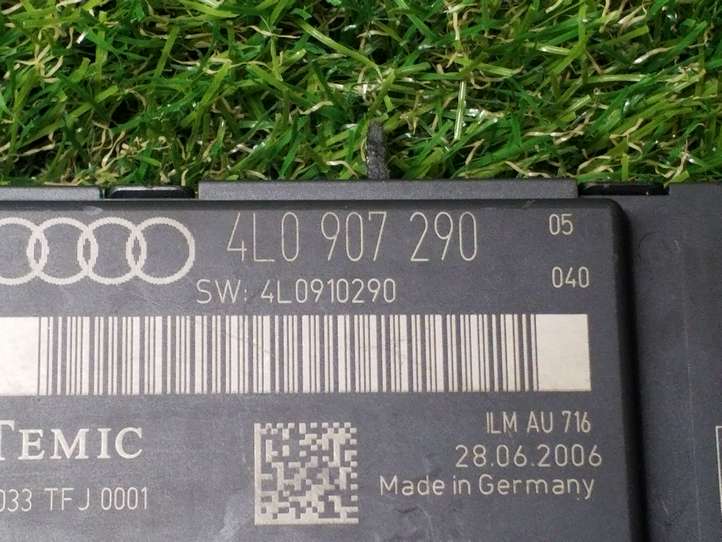 4L0 907 290 05
SW: 4L0910290 040
TEMIC
ILM AU 716
28.06.2006
033 TFJ 0001
Made in Germany